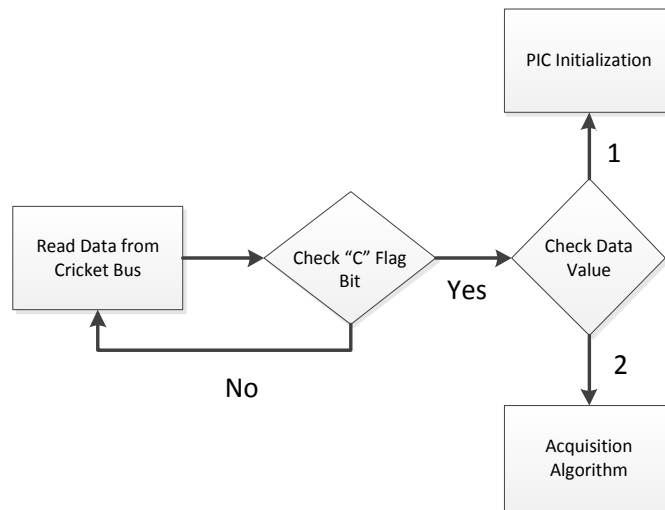 PIC Initialization
1
Read Data from
Cricket Bus
Check “C” Flag
Bit
Yes
Check Data
Value
No
2
Acquisition
Algorithm